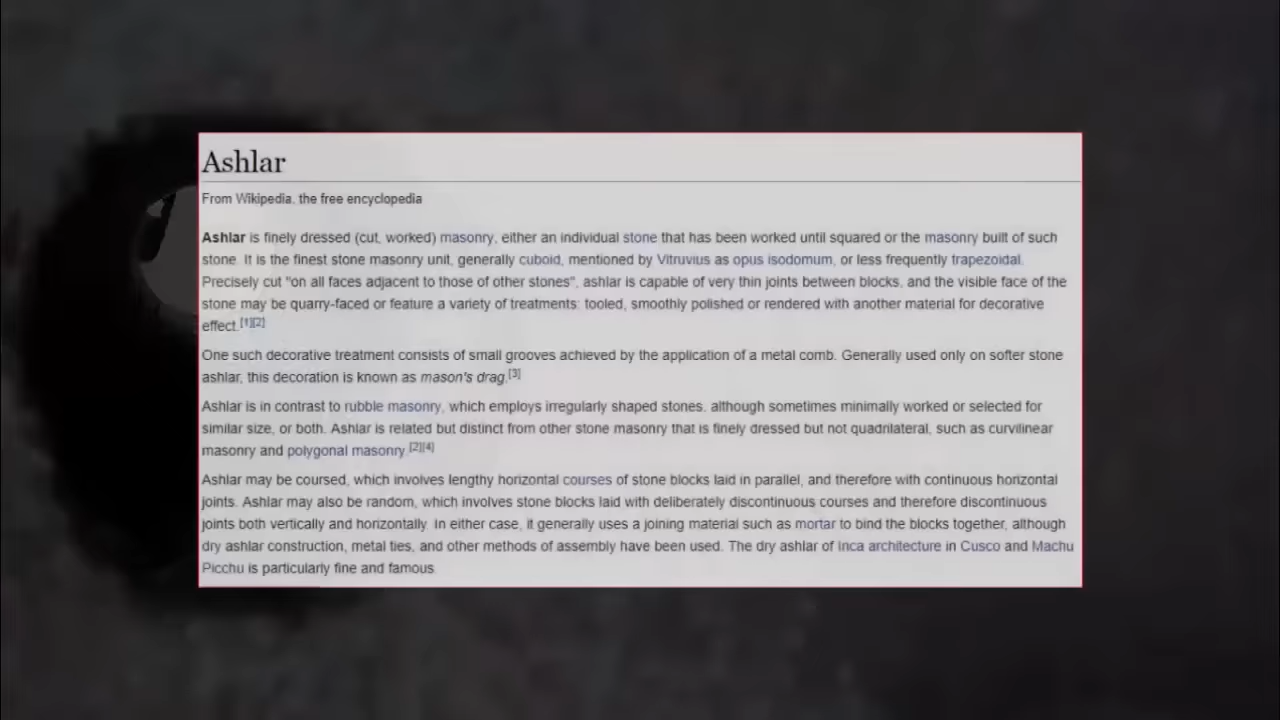 Ashlar
From Wikipedia, the free encyclopedia
Ashlar is finely dressed (cut, worked) masonry, either an individual stone that has been worked until squared or the masonry built of such
stone. It is the finest stone masonry unit, generally cuboid, mentioned by Vitruvius as opus isodomum, or less frequently trapezoidal.
Precisely cut "on all faces adjacent to those of other stones", ashlar is capable of very thin joints between blocks, and the visible face of the
stone may be quarry-faced or feature a variety of treatments: tooled, smoothly polished or rendered with another material for decorative
effect.[1][2]
One such decorative treatment consists of small grooves achieved by the application of a metal comb. Generally used only on softer stone
ashlar, this decoration is known as mason's drag.[3]
Ashlar is in contrast to rubble masonry, which employs irregularly shaped stones, although sometimes minimally worked or selected for
similar size, or both. Ashlar is related but distinct from other stone masonry that is finely dressed but not quadrilateral, such as curvilinear
masonry and polygonal masonry.[2][4]
Ashlar may be coursed, which involves lengthy horizontal courses of stone blocks laid in parallel, and therefore with continuous horizontal
joints. Ashlar may also be random, which involves stone blocks laid with deliberately discontinuous courses and therefore discontinuous
joints both vertically and horizontally. In either case, it generally uses a joining material such as mortar to bind the blocks together, although
dry ashlar construction, metal ties, and other methods of assembly have been used. The dry ashlar of Inca architecture in Cusco and Machu
Picchu is particularly fine and famous.